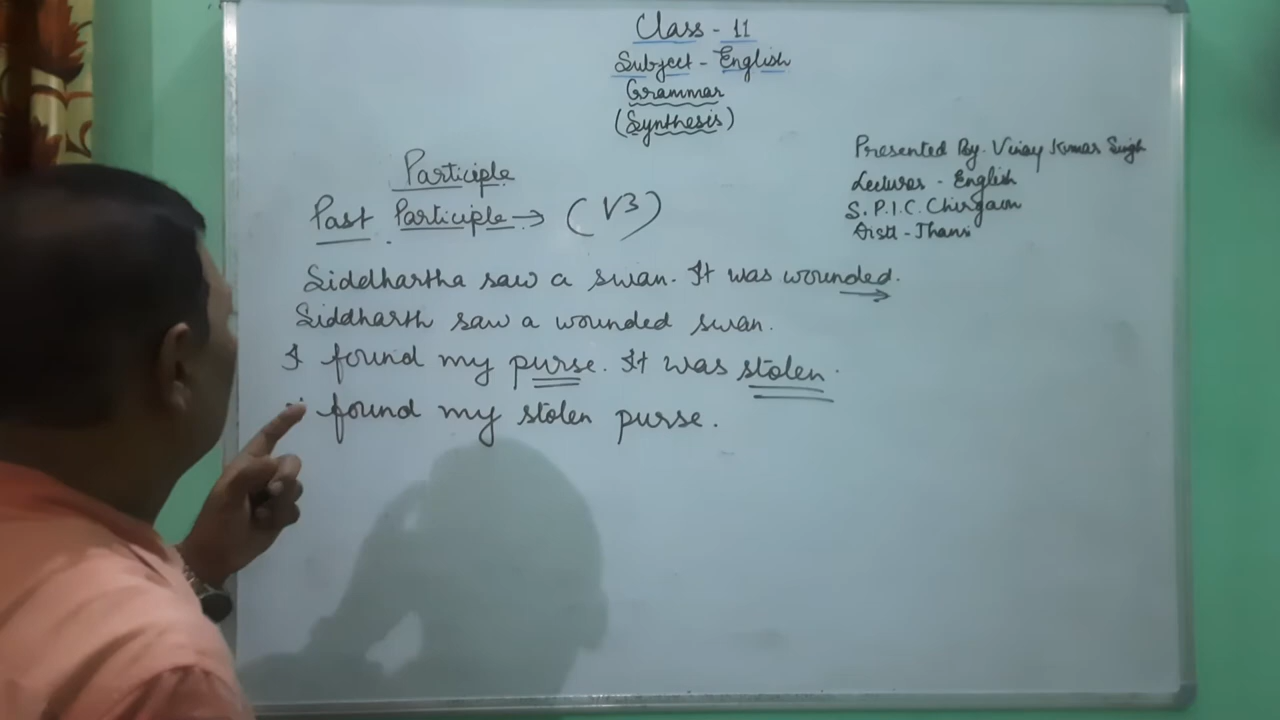 Class - 11
Subject - English
Grammar
(Synthesis)
Presented By. Vinay Kumar Singh
Lecturer - English
S.P.I.C. Chirgaon
Distt - Jhansi
Participle
Past Participle → (V3)
Siddhartha saw a swan. It was wounded.
Siddharth saw a wounded swan.
I found my purse. It was stolen.
found my stolen purse.